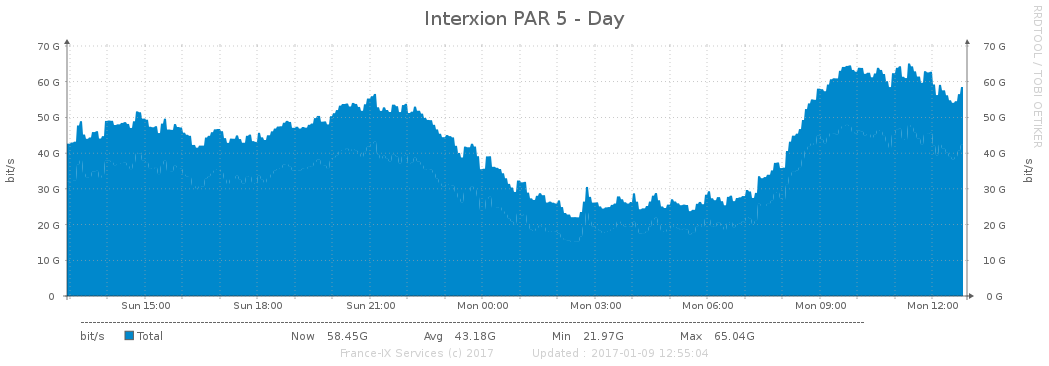 Interxion PAR 5 - Day
RRDTOOL / TOBI OETIKER
70 G 70 G
60 G 60 G
50 G 50 G
40 G 40 G
30 G 30 G
20 G 20 G
10 G 10 G
0 0 G
bit/s bit/s
Sun 15:00 Sun 18:00 Sun 21:00 Mon 00:00 Mon 03:00 Mon 06:00 Mon 09:00 Mon 12:00
bit/s Total Now 58.45G Avg 43.18G Min 21.97G Max 65.04G
France-IX Services (c) 2017 Updated : 2017-01-09 12:55:04